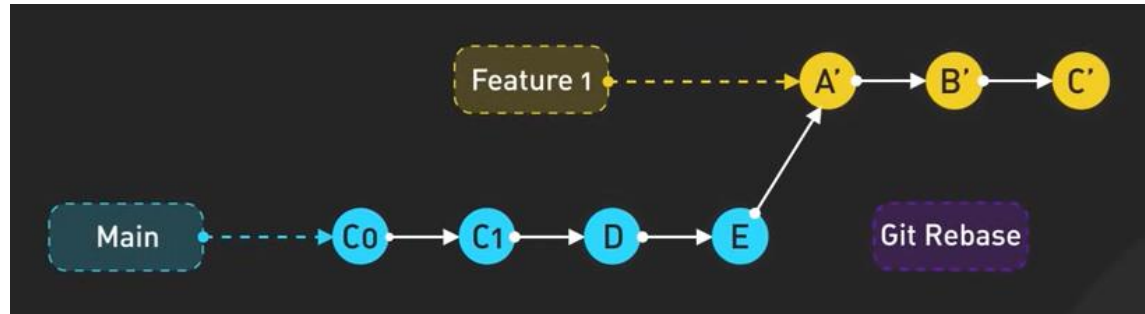 Feature 1
A’
B’
C’
Main
C0
C1
D
E
Git Rebase